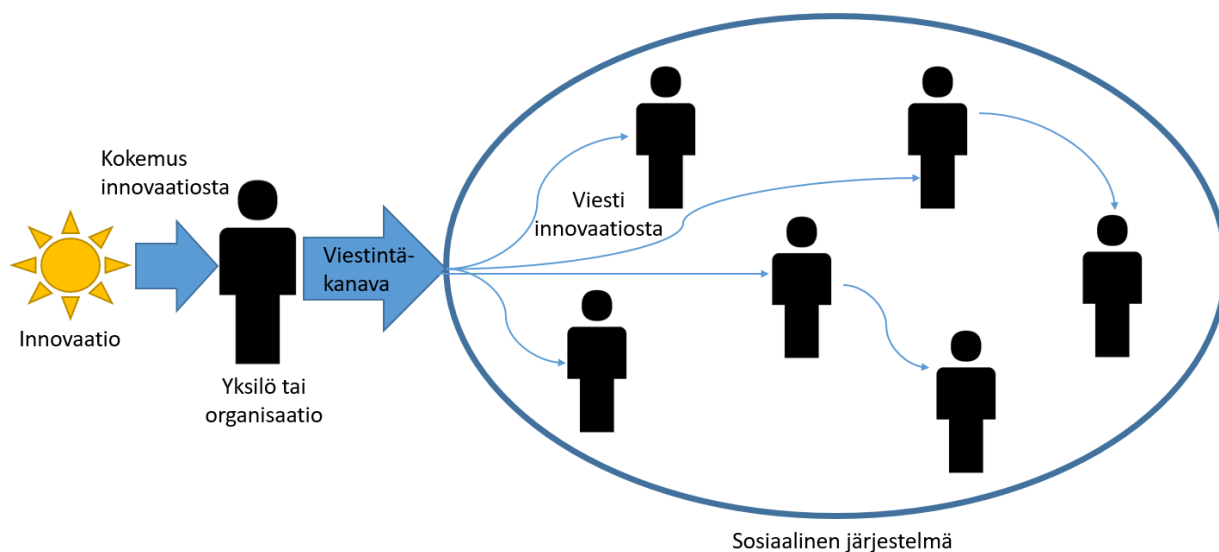 Kokemus
innovaatiosta
Innovaatio
Yksilö tai
organisaatio
Viestintä-
kanava
Viesti
innovaatiosta
Sosiaalinen järjestelmä